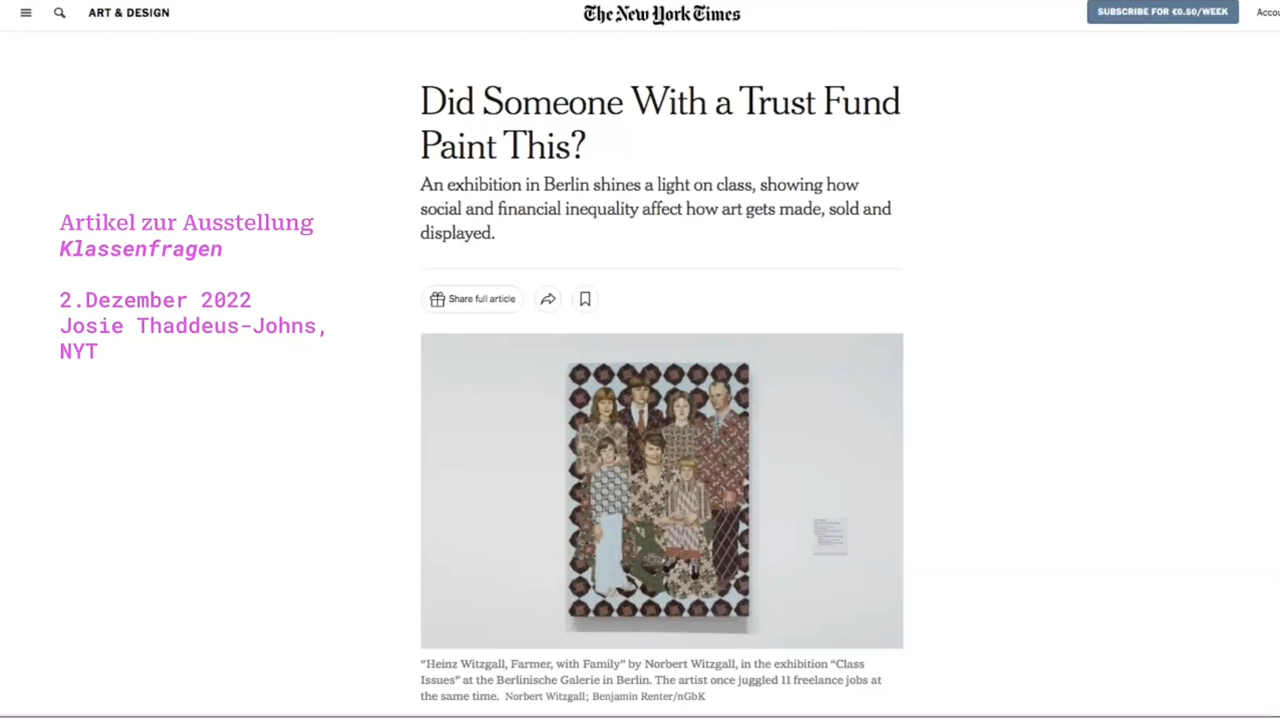 ART & DESIGN
The New York Times
SUBSCRIBE FOR €0.50/WEEK
Accou
Did Someone With a Trust Fund
Paint This?
An exhibition in Berlin shines a light on class, showing how
social and financial inequality affect how art gets made, sold and
displayed.
Artikel zur Ausstellung
Klassenfragen
2.Dezember 2022
Josie Thaddeus-Johns,
NYT
Share full article
“Heinz Witzgall, Farmer, with Family” by Norbert Witzgall, in the exhibition “Class
Issues” at the Berlinische Galerie in Berlin. The artist once juggled 11 freelance jobs at
the same time. Norbert Witzgall; Benjamin Renter/nGbK